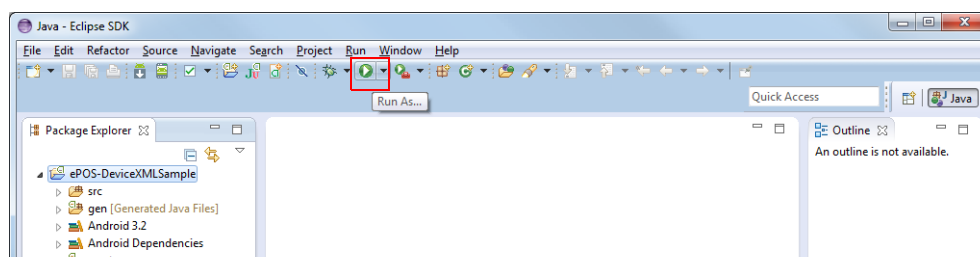 Java - Eclipse SDK
File Edit Refactor Source Navigate Search Project Run Window Help
Run As...
Quick Access
Java
Package Explorer
Outline
An outline is not available.
ePOS-DeviceXMLSample
src
gen [Generated Java Files]
Android 3.2
Android Dependencies